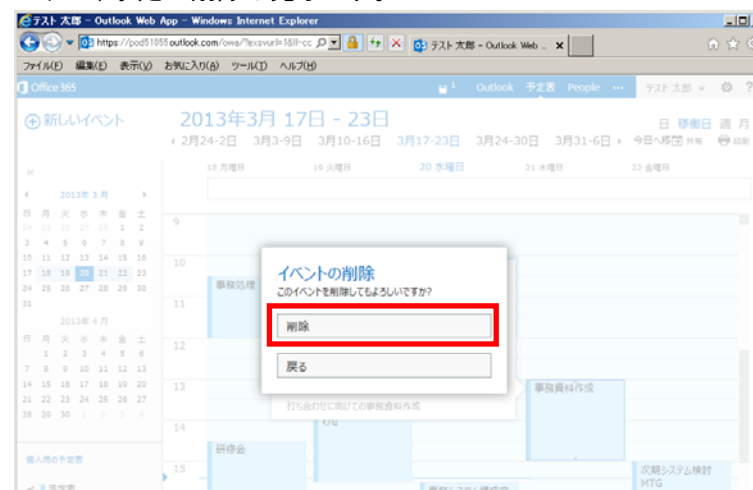 テスト 太郎 - Outlook Web App - Windows Internet Explorer
https://pod51055.outlook.com/owa/?exsvurl=1&ll-cc
テスト 太郎 - Outlook Web ...
ファイル(F) 編集(E) 表示(V) お気に入り(A) ツール(T) ヘルプ(H)
Office 365
1 Outlook 予定表 People ... テスト 太郎 ?
新しいイベント
2013年3月 17日 - 23日
日 稼働日 週 月
2月24-2日 3月3-9日 3月10-16日 3月17-23日 3月24-30日 3月31-6日
今日へ移 共有 印刷
18 月曜日 19 火曜日 20 水曜日 21 木曜日 22 金曜日
2013年 3 月
日 月 火 水 木 金 土
24 25 26 27 28 1 2
3 4 5 6 7 8 9
10 11 12 13 14 15 16
17 18 19 20 21 22 23
24 25 26 27 28 29 30
31
2013年 4 月
日 月 火 水 木 金 土
1 2 3 4 5 6
7 8 9 10 11 12 13
14 15 16 17 18 19 20
21 22 23 24 25 26 27
28 29 30 1 2 3 4
個人用の予定表
9
10
11
12
13
14
15
事務処理
イベントの削除
このイベントを削除してもよろしいですか?
削除
戻る
打ち合わせに向けての事務資料作成
事務資料作成
研修会
次期システム検討
MTG